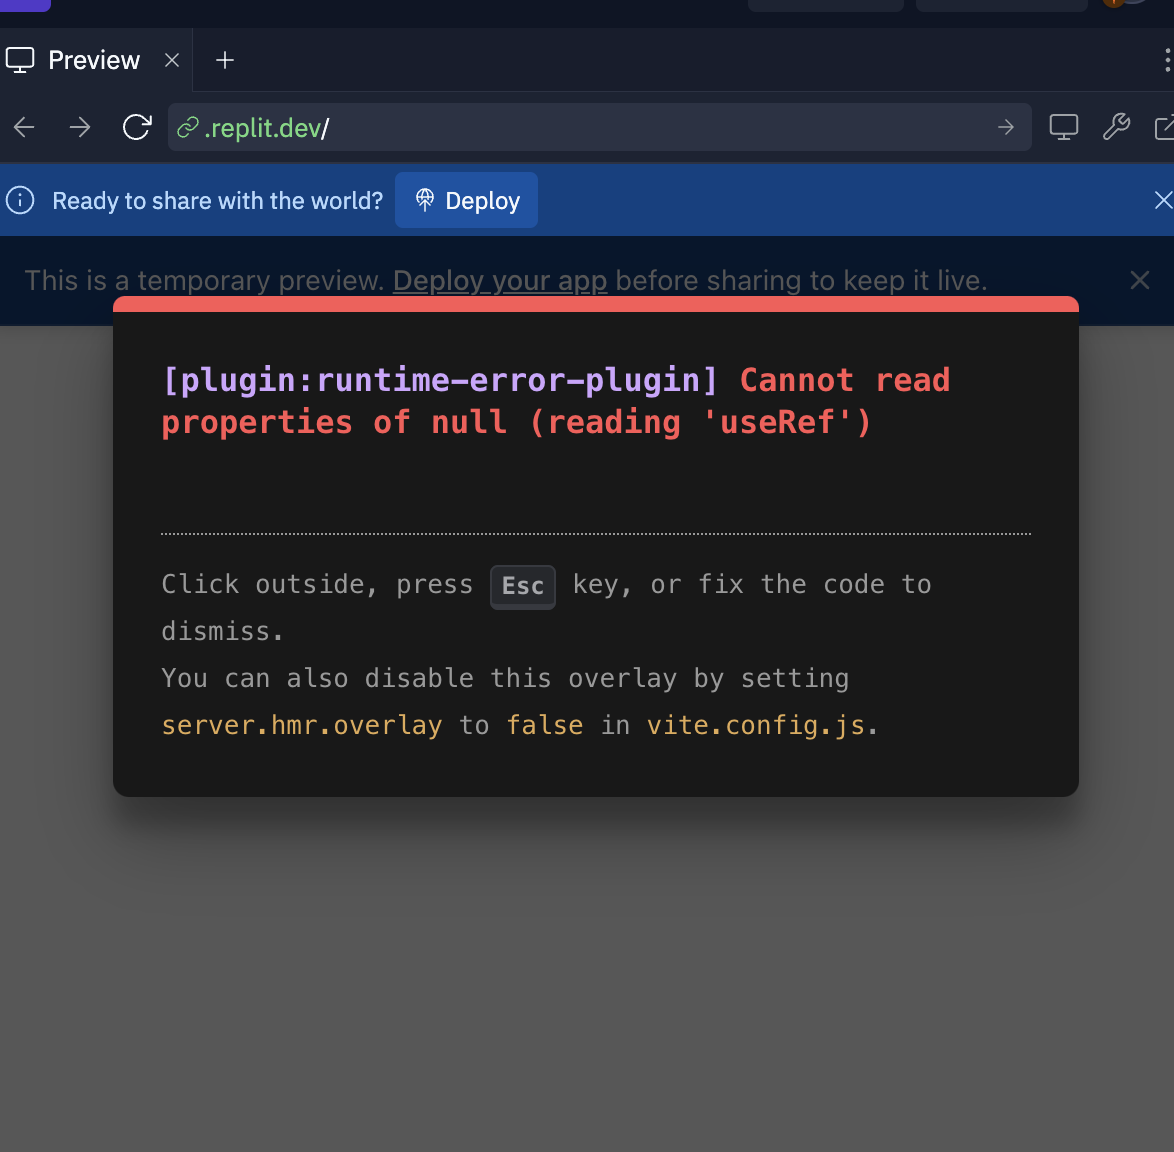 Preview
.replit.dev/
Ready to share with the world? Deploy
This is a temporary preview. Deploy your app before sharing to keep it live.
[plugin:runtime-error-plugin] Cannot read
properties of null (reading 'useRef')
Click outside, press Esc key, or fix the code to
dismiss.
You can also disable this overlay by setting
server.hmr.overlay to false in vite.config.js.